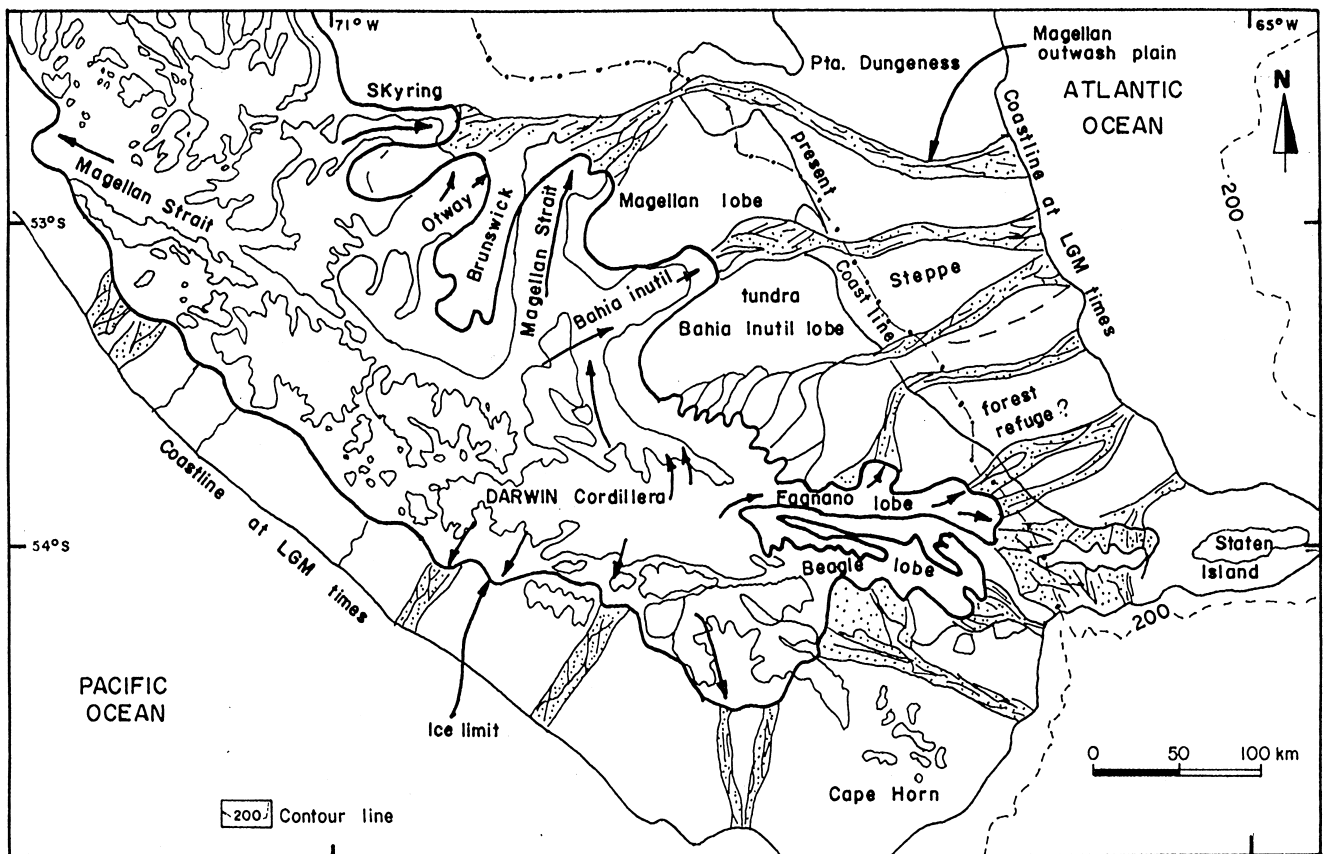 71° W
65° W
Magellan
outwash plain
Pta. Dungeness
ATLANTIC
OCEAN
N
SKyring
Coastline at LGM times
present
Coast line
200
Magellan Strait
53°S
Otway
Brunswick
Magellan Strait
Magellan lobe
Bahia inutil
Steppe
tundra
Bahia Inutil lobe
forest
refuge?
Coastline at LGM times
DARWIN Cordillera
Fagnano lobe
54°S
Beagle lobe
Staten
Island
200
PACIFIC
OCEAN
Ice limit
Cape Horn
0 50 100 km
200 Contour line